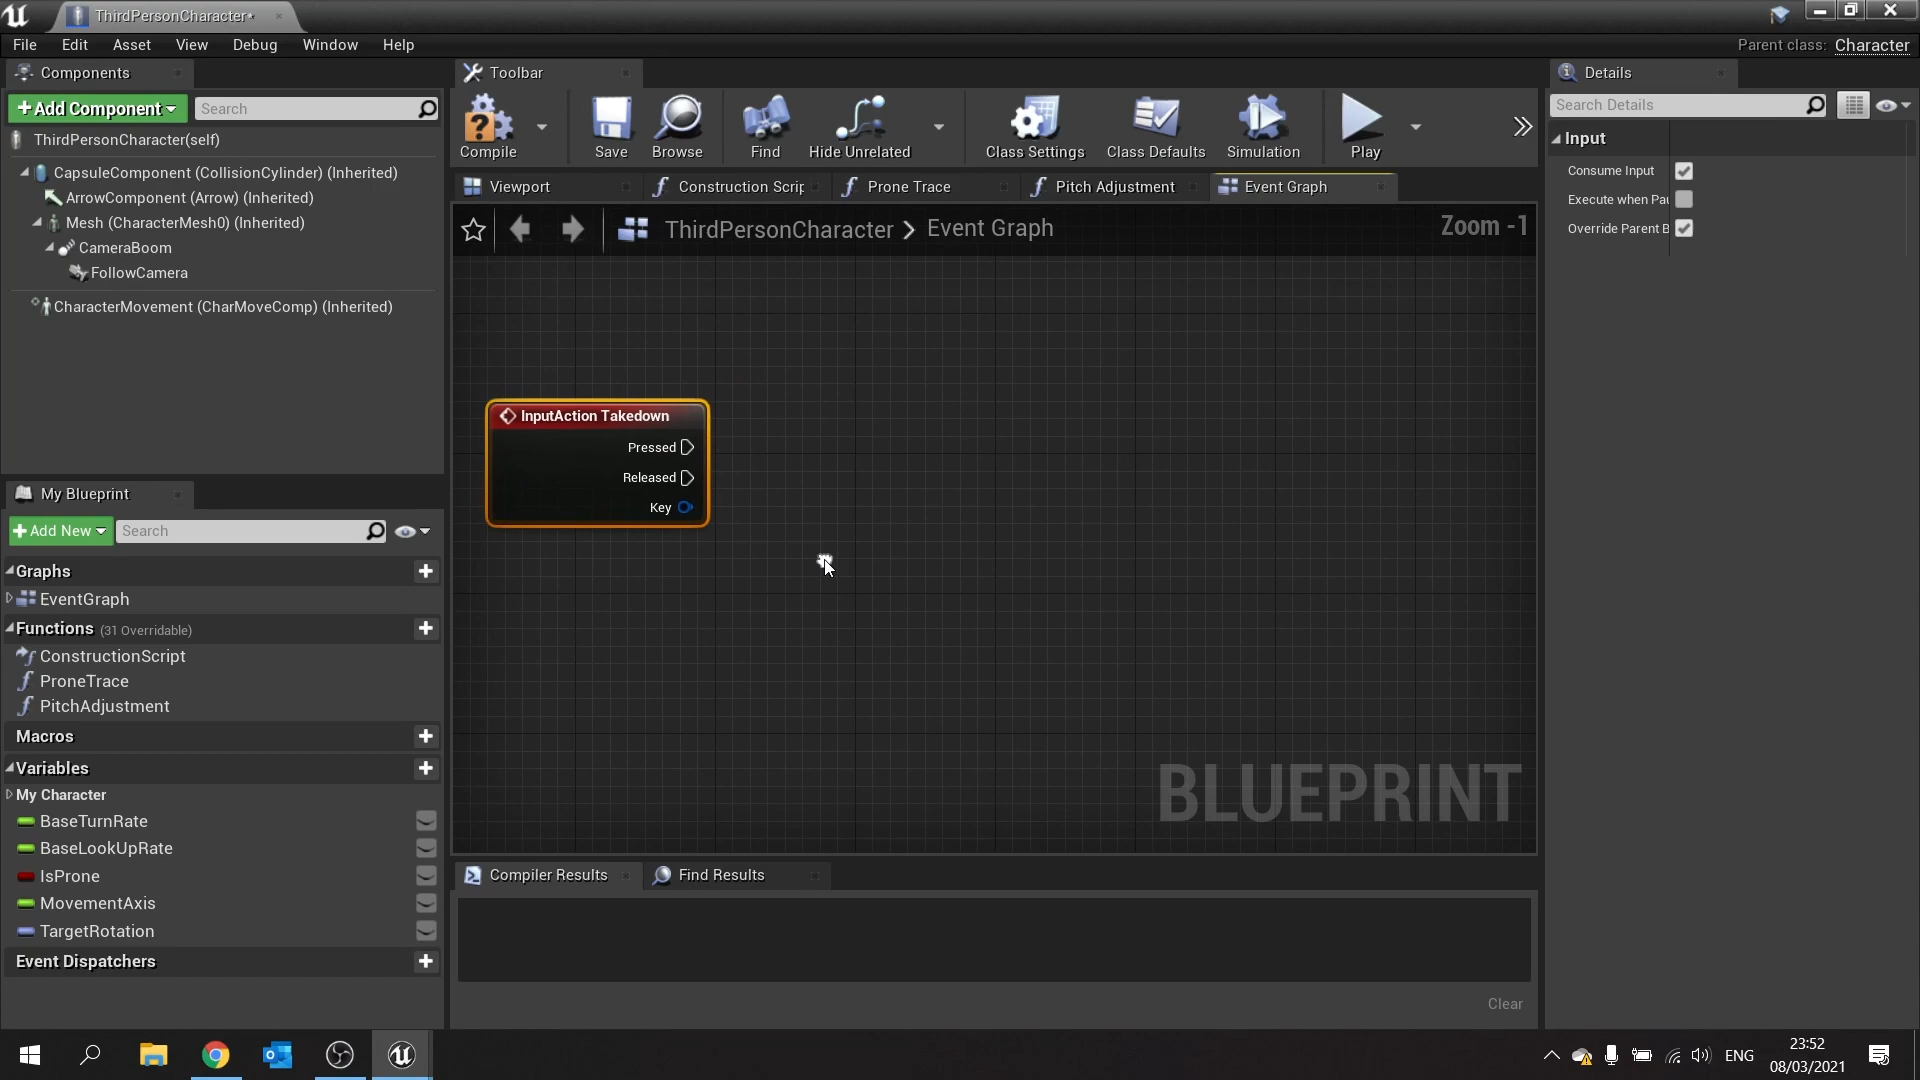 ThirdPersonCharacter*
File Edit Asset View Debug Window Help
Parent class: Character
Components
Add Component
Search
ThirdPersonCharacter(self)
CapsuleComponent (CollisionCylinder) (Inherited)
ArrowComponent (Arrow) (Inherited)
Mesh (CharacterMesh0) (Inherited)
CameraBoom
FollowCamera
CharacterMovement (CharMoveComp) (Inherited)
My Blueprint
Add New
Search
Graphs
EventGraph
Functions (31 Overridable)
ConstructionScript
ProneTrace
PitchAdjustment
Macros
Variables
My Character
BaseTurnRate
BaseLookUpRate
IsProne
MovementAxis
TargetRotation
Event Dispatchers
Toolbar
Compile
Save
Browse
Find
Hide Unrelated
Class Settings
Class Defaults
Simulation
Play
Viewport
Construction Scrip
Prone Trace
Pitch Adjustment
Event Graph
ThirdPersonCharacter > Event Graph
Zoom -1
InputAction Takedown
Pressed
Released
Key
BLUEPRINT
Compiler Results
Find Results
Clear
Details
Search Details
Input
Consume Input
Execute when Pau
Override Parent B
ENG
23:52
08/03/2021